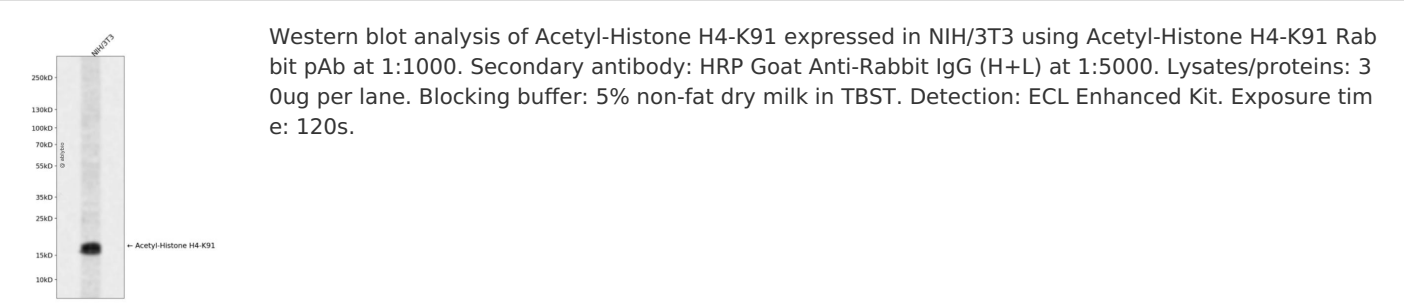 NIH/3T3
250kD
130kD
100kD
70kD
55kD
35kD
25kD
15kD
10kD
← Acetyl-Histone H4-K91
Western blot analysis of Acetyl-Histone H4-K91 expressed in NIH/3T3 using Acetyl-Histone H4-K91 Rab
bit pAb at 1:1000. Secondary antibody: HRP Goat Anti-Rabbit IgG (H+L) at 1:5000. Lysates/proteins: 3
0ug per lane. Blocking buffer: 5% non-fat dry milk in TBST. Detection: ECL Enhanced Kit. Exposure tim
e: 120s.